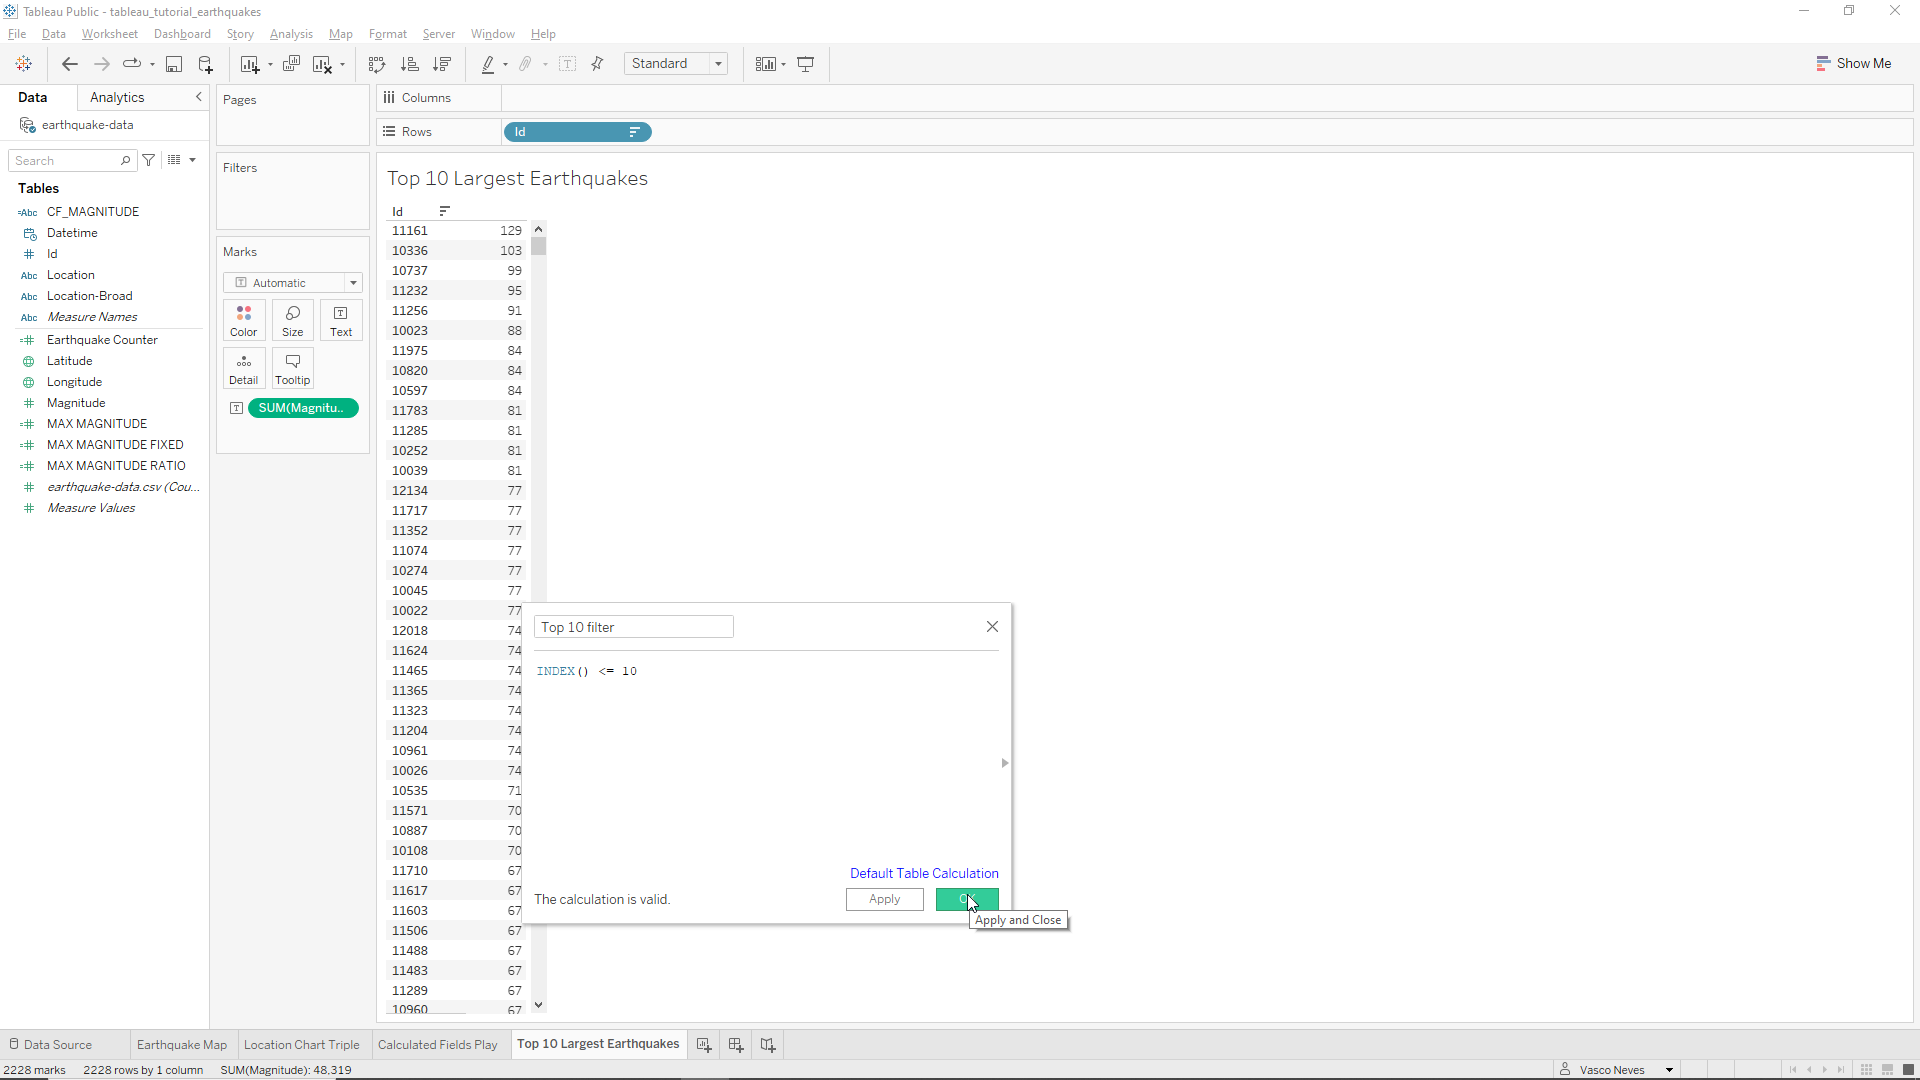 Tableau Public - tableau_tutorial_earthquakes
File Data Worksheet Dashboard Story Analysis Map Format Server Window Help
Standard
Show Me
Data Analytics
earthquake-data
Search
Tables
CF_MAGNITUDE
Datetime
Id
Location
Location-Broad
Measure Names
Earthquake Counter
Latitude
Longitude
Magnitude
MAX MAGNITUDE
MAX MAGNITUDE FIXED
MAX MAGNITUDE RATIO
earthquake-data.csv (Cou...
Measure Values
Pages
Filters
Marks
Automatic
Color Size Text
Detail Tooltip
SUM(Magnitu..
Columns
Rows Id
Top 10 Largest Earthquakes
Id
11161 129
10336 103
10737 99
11232 95
11256 91
10023 88
11975 84
10820 84
10597 84
11783 81
11285 81
10252 81
10039 81
12134 77
11717 77
11352 77
11074 77
10274 77
10045 77
10022 77
12018 74
11624 74
11465 74
11365 74
11323 74
11204 74
10961 74
10026 74
10535 71
11571 70
10887 70
10108 70
11710 67
11617 67
11603 67
11506 67
11488 67
11483 67
11289 67
10960 67
Top 10 filter
INDEX() <= 10
Default Table Calculation
The calculation is valid.
Apply
Apply and Close
Data Source Earthquake Map Location Chart Triple Calculated Fields Play Top 10 Largest Earthquakes
2228 marks 2228 rows by 1 column SUM(Magnitude): 48,319
Vasco Neves